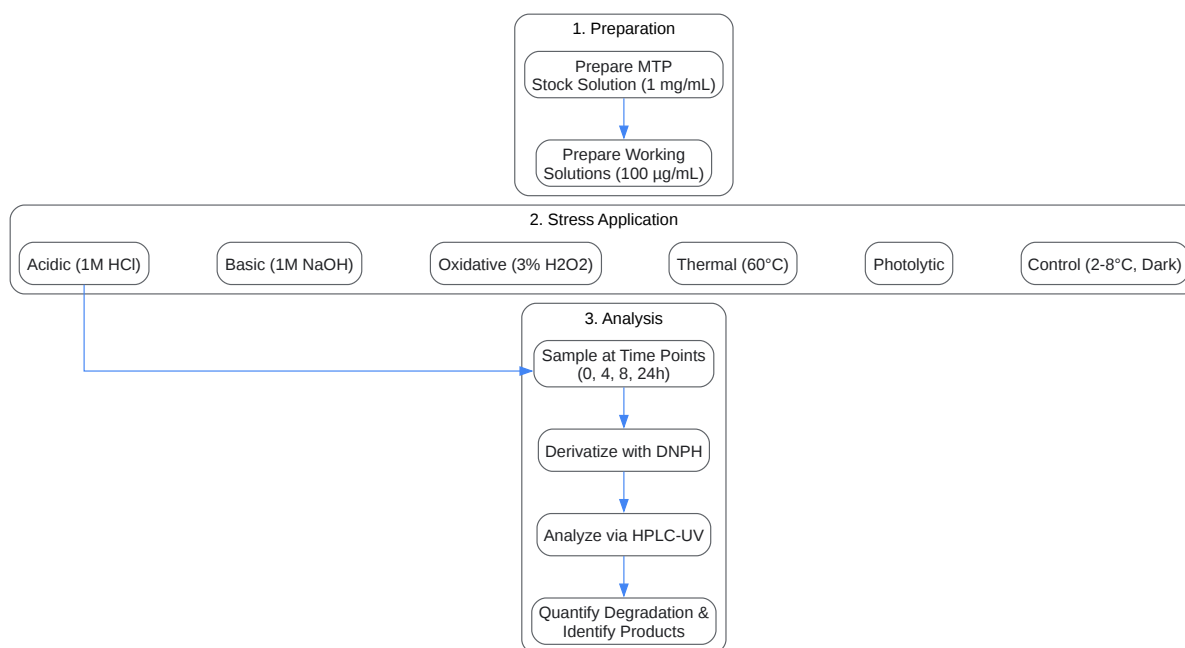 1. Preparation
Prepare MTP
Stock Solution (1 mg/mL)
Prepare Working
Solutions (100 µg/mL)
2. Stress Application
Acidic (1M HCl)
Basic (1M NaOH)
Oxidative (3% H2O2)
Thermal (60°C)
Photolytic
Control (2-8°C, Dark)
3. Analysis
Sample at Time Points
(0, 4, 8, 24h)
Derivatize with DNPH
Analyze via HPLC-UV
Quantify Degradation &
Identify Products